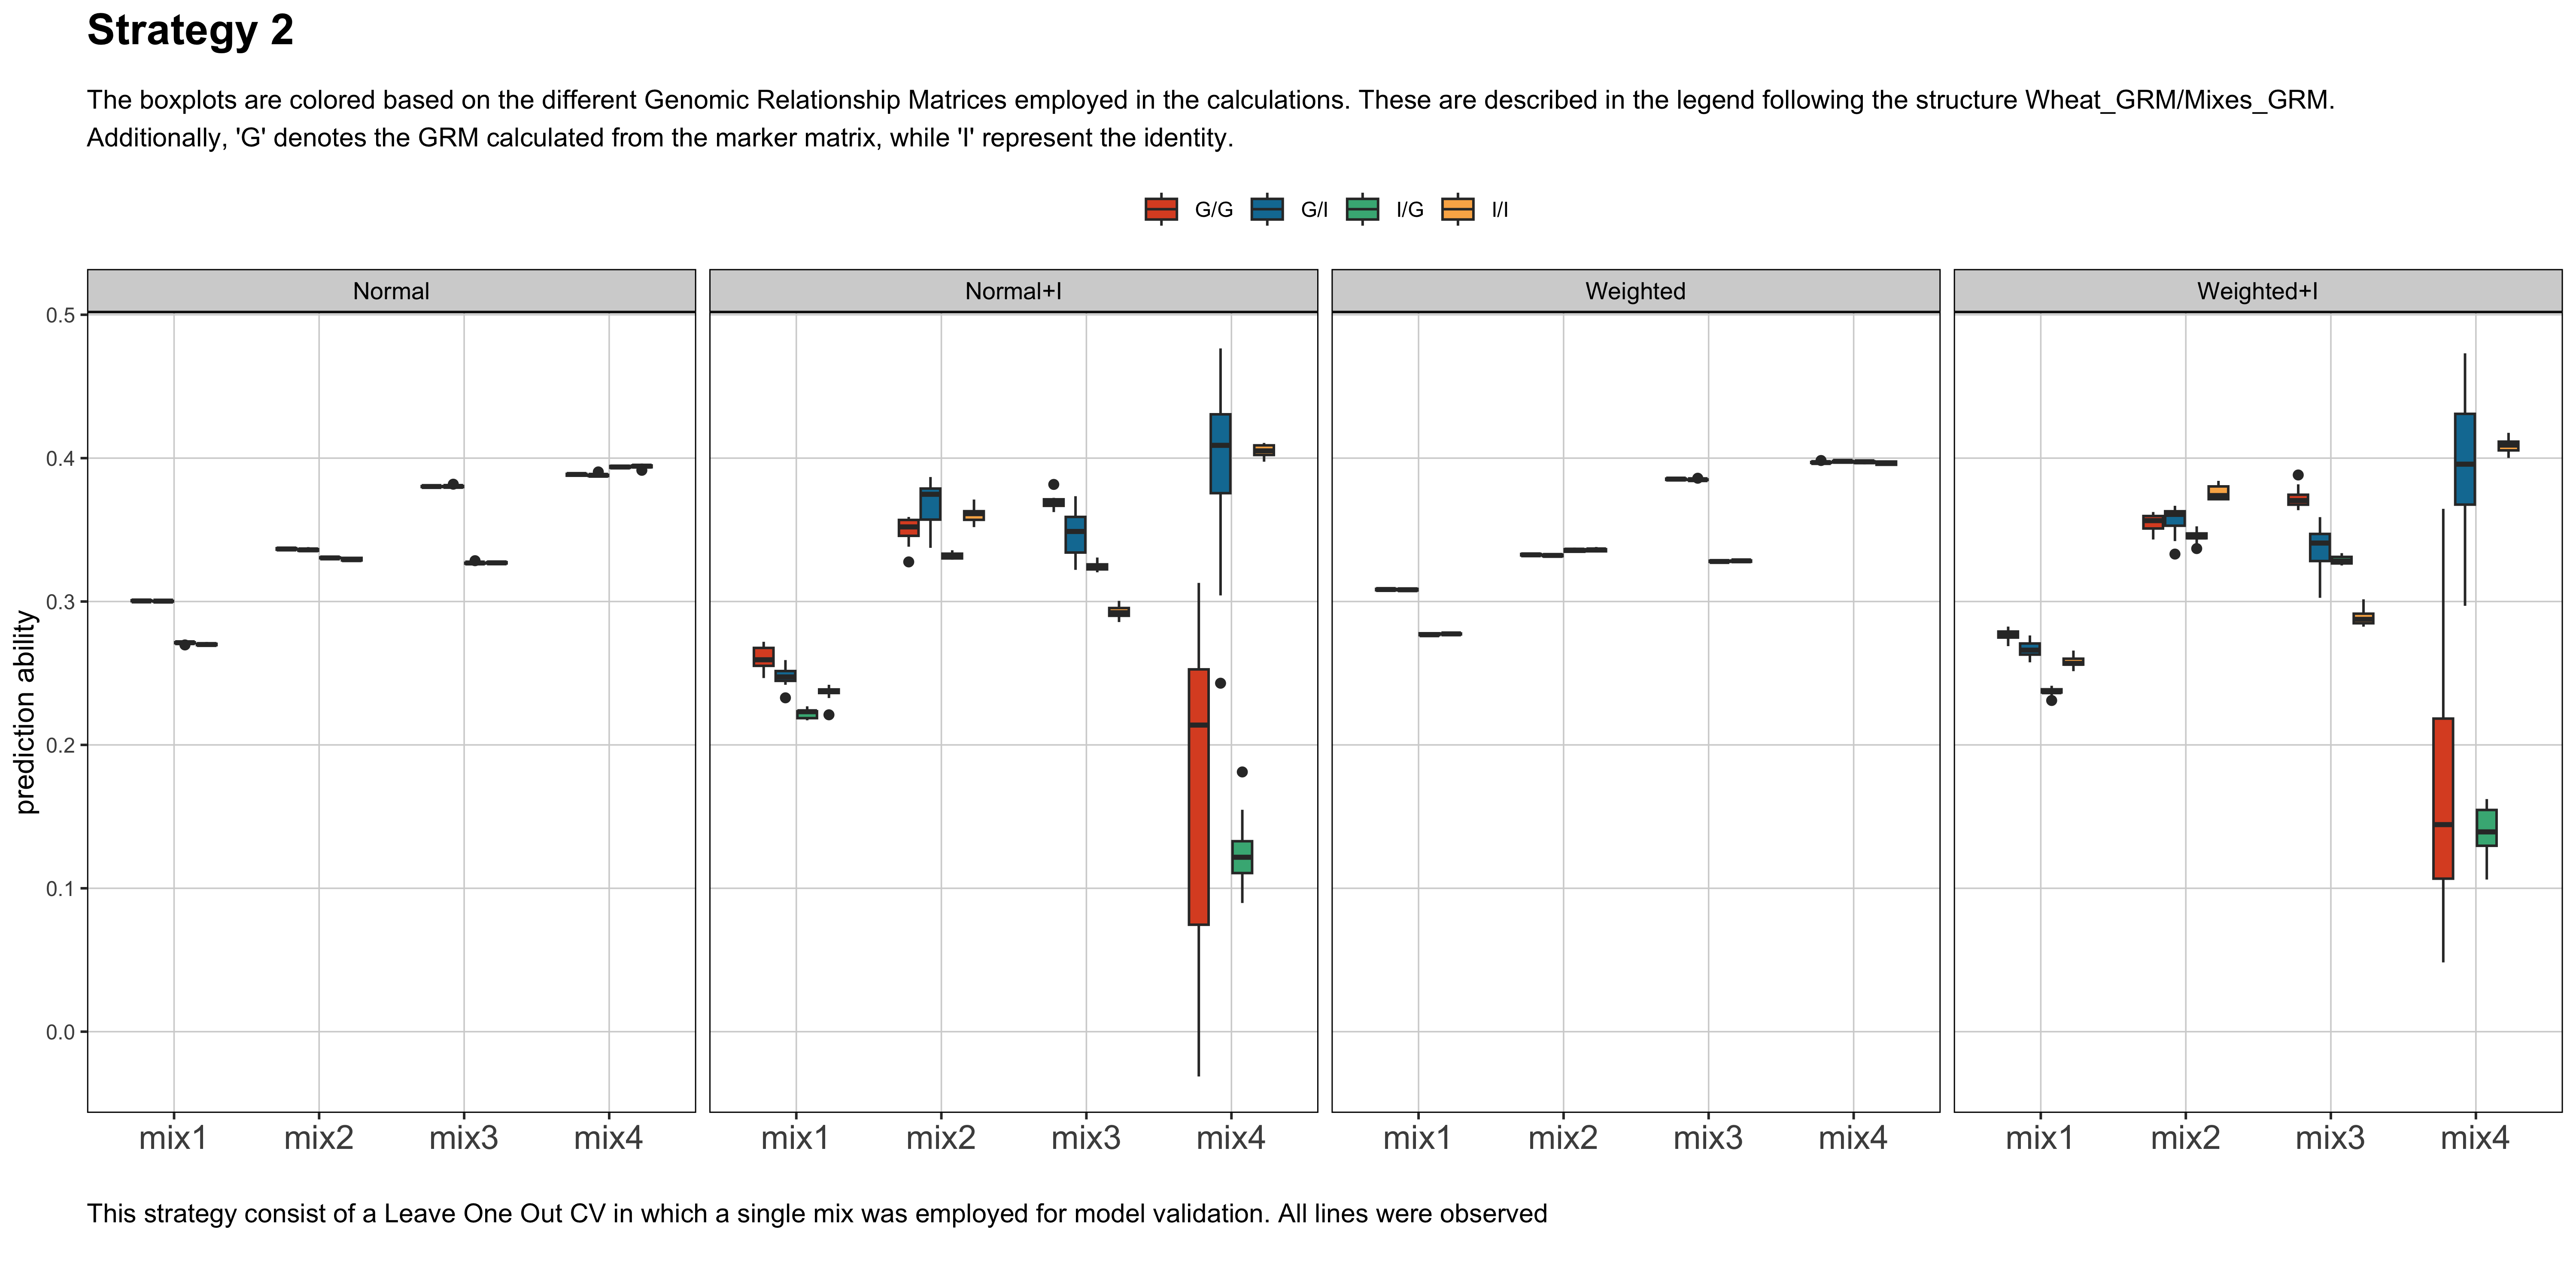 Strategy 2
The boxplots are colored based on the different Genomic Relationship Matrices employed in the calculations. These are described in the legend following the structure Wheat_GRM/Mixes_GRM.
Additionally, 'G' denotes the GRM calculated from the marker matrix, while 'I' represent the identity.
G/G G/I I/G I/I
Normal Normal+I Weighted Weighted+I
0.5
0.4
0.3
0.2
0.1
0.0
prediction ability
mix1 mix2 mix3 mix4 mix1 mix2 mix3 mix4 mix1 mix2 mix3 mix4 mix1 mix2 mix3 mix4
This strategy consist of a Leave One Out CV in which a single mix was employed for model validation. All lines were observed